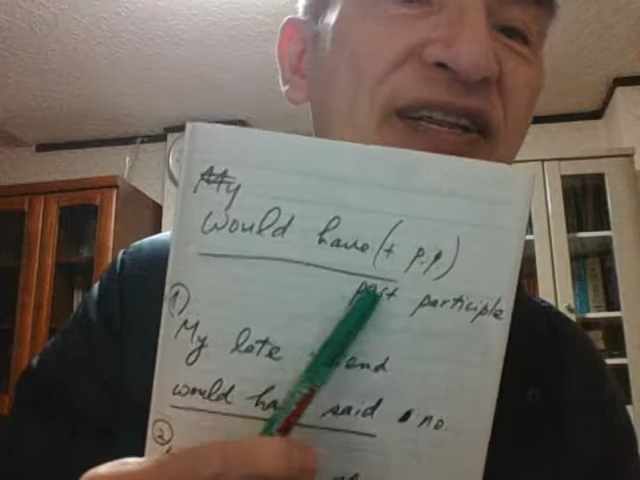 My
would have (+ p.p.)
past participle
①
My late
would said no
②